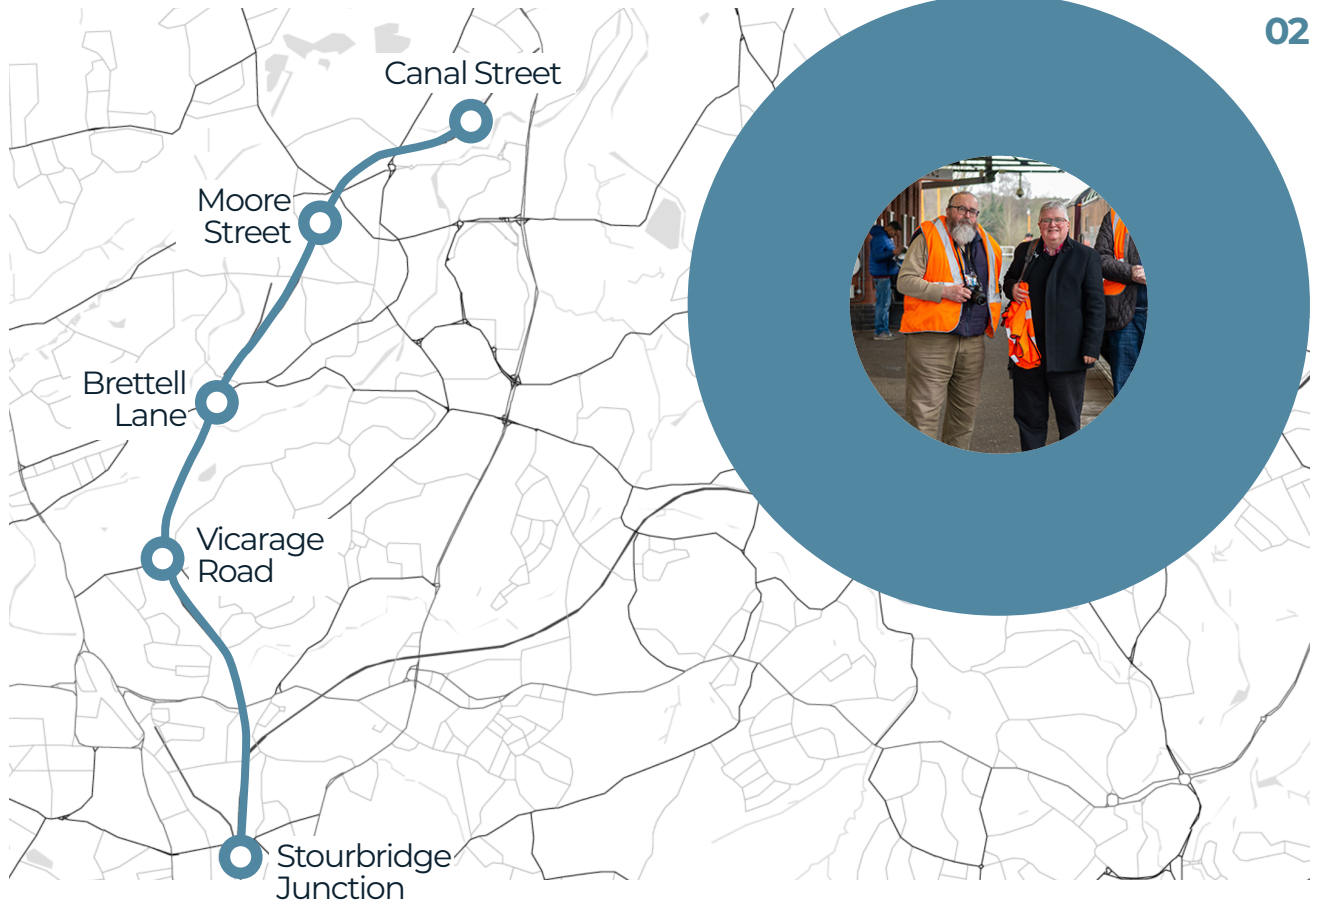 02
Canal Street
Moore
Street
Brettell
Lane
Vicarage
Road
Stourbridge
Junction